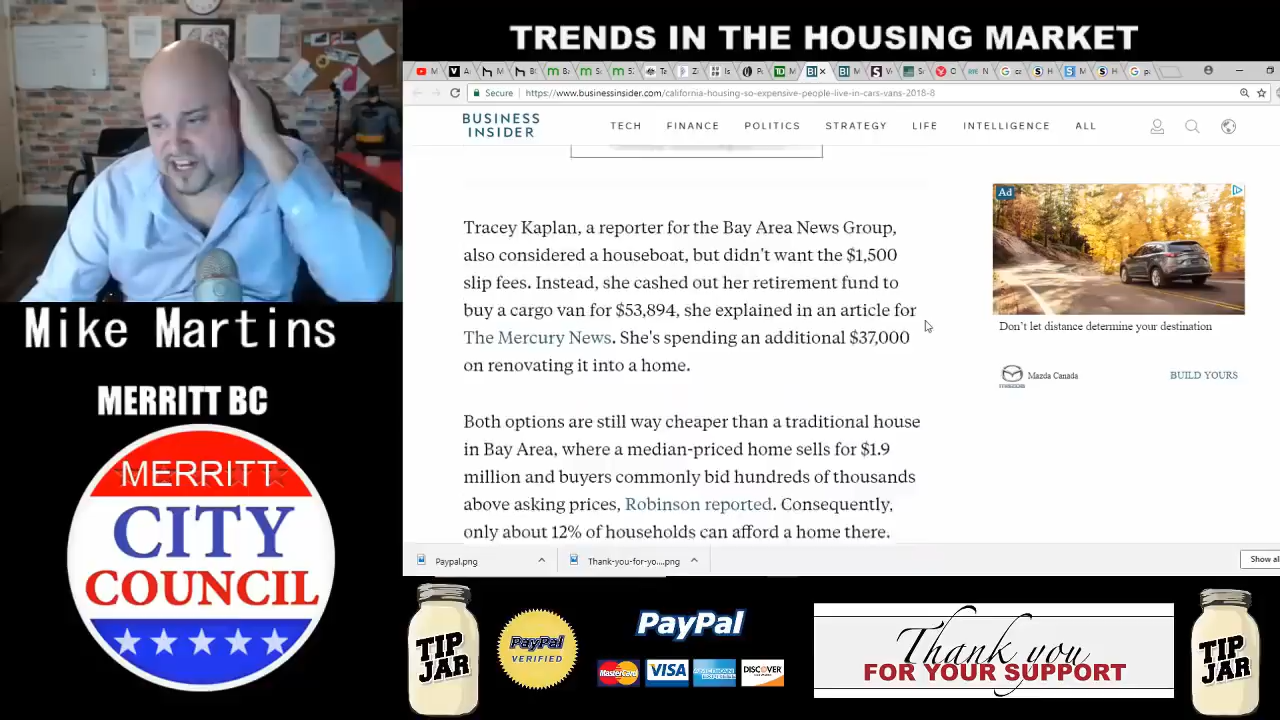 TRENDS IN THE HOUSING MARKET
Secure https://www.businessinsider.com/california-housing-so-expensive-people-live-in-cars-vans-2018-8
BUSINESS
INSIDER
TECH FINANCE POLITICS STRATEGY LIFE INTELLIGENCE ALL
Tracey Kaplan, a reporter for the Bay Area News Group,
also considered a houseboat, but didn't want the $1,500
slip fees. Instead, she cashed out her retirement fund to
buy a cargo van for $53,894, she explained in an article for
The Mercury News. She's spending an additional $37,000
on renovating it into a home.
Both options are still way cheaper than a traditional house
in Bay Area, where a median-priced home sells for $1.9
million and buyers commonly bid hundreds of thousands
above asking prices, Robinson reported. Consequently,
only about 12% of households can afford a home there.
Ad
Don't let distance determine your destination
Mazda Canada BUILD YOURS
Paypal.png
Thank-you-for-yo....png
Show al
Mike Martins
MERRITT BC
MERRITT
CITY
COUNCIL
TIP
JAR
PayPal
VERIFIED
PayPal
MasterCard
VISA
AMERICAN
EXPRESS
DISCOVER
Thank you
FOR YOUR SUPPORT
TIP
JAR